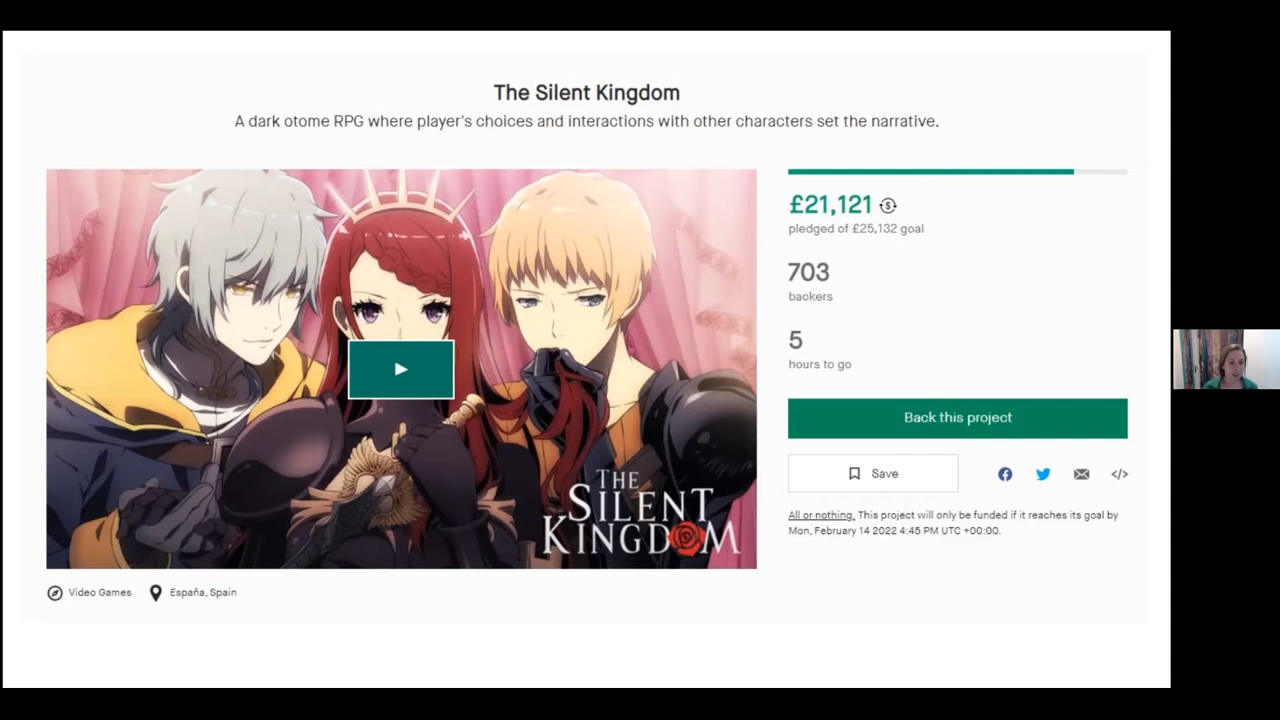 The Silent Kingdom
A dark otome RPG where player's choices and interactions with other characters set the narrative.
£21,121
pledged of £25,132 goal
703
backers
5
hours to go
Back this project
Save
All or nothing. This project will only be funded if it reaches its goal by
Mon, February 14 2022 4:45 PM UTC +00:00.
THE
SILENT
KINGDOM
Video Games
España, Spain